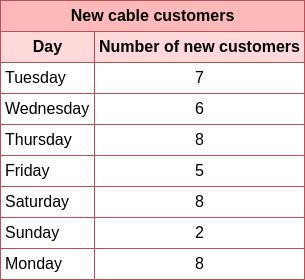 New cable customers
Day Number of new customers
Tuesday 7
Wednesday 6
Thursday 8
Friday 5
Saturday 8
Sunday 2
Monday 8